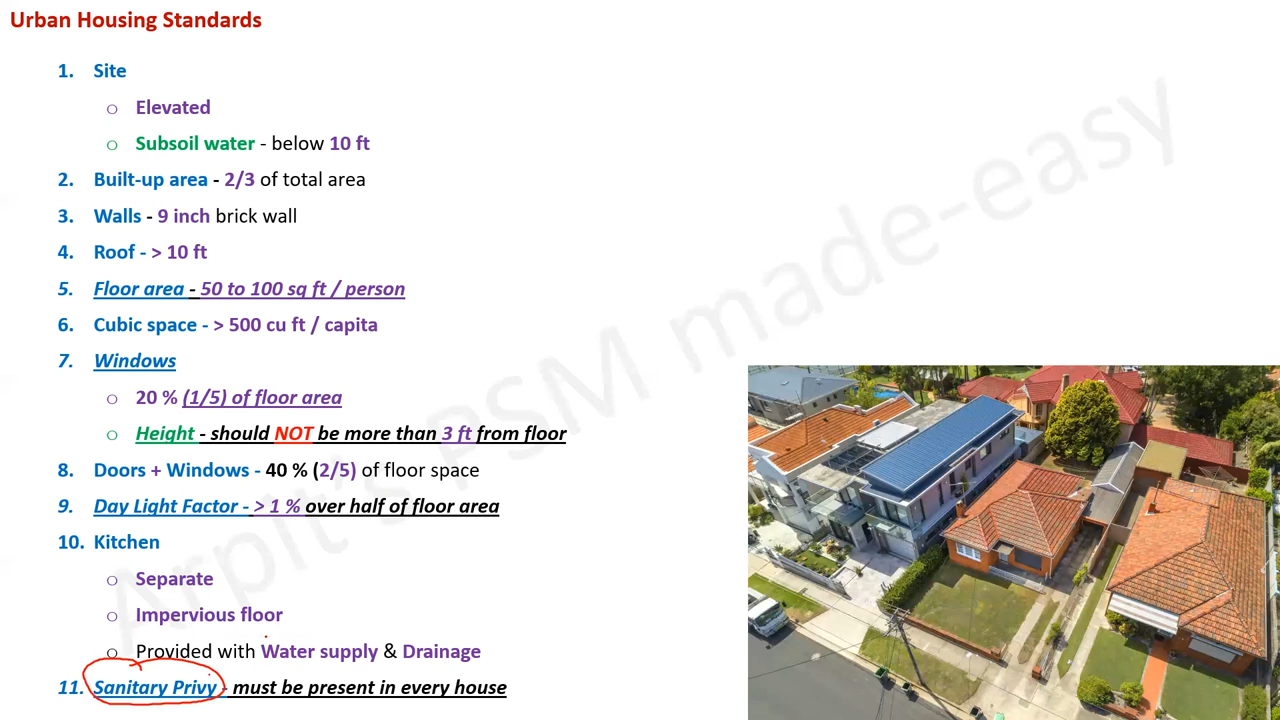 Urban Housing Standards
1. Site
o Elevated
o Subsoil water - below 10 ft
2. Built-up area - 2/3 of total area
3. Walls - 9 inch brick wall
4. Roof - > 10 ft
5. Floor area - 50 to 100 sq ft / person
6. Cubic space - > 500 cu ft / capita
7. Windows
o 20 % (1/5) of floor area
o Height - should NOT be more than 3 ft from floor
8. Doors + Windows - 40 % (2/5) of floor space
9. Day Light Factor - > 1 % over half of floor area
10. Kitchen
o Separate
o Impervious floor
o Provided with Water supply & Drainage
11. Sanitary Privy - must be present in every house
Arpit's PSM made-easy